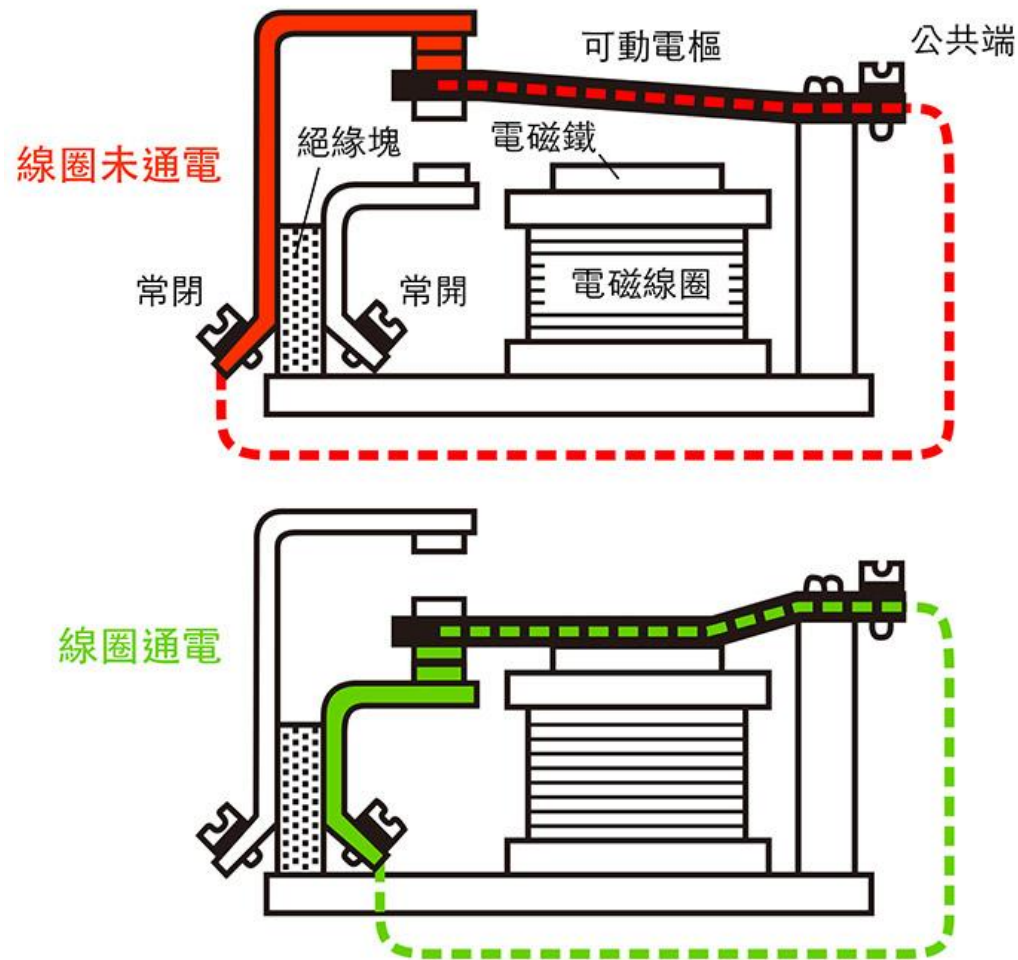 公共端
可動電樞
電磁鐵
絕緣塊
線圈未通電
常閉
常開
電磁線圈
線圈通電